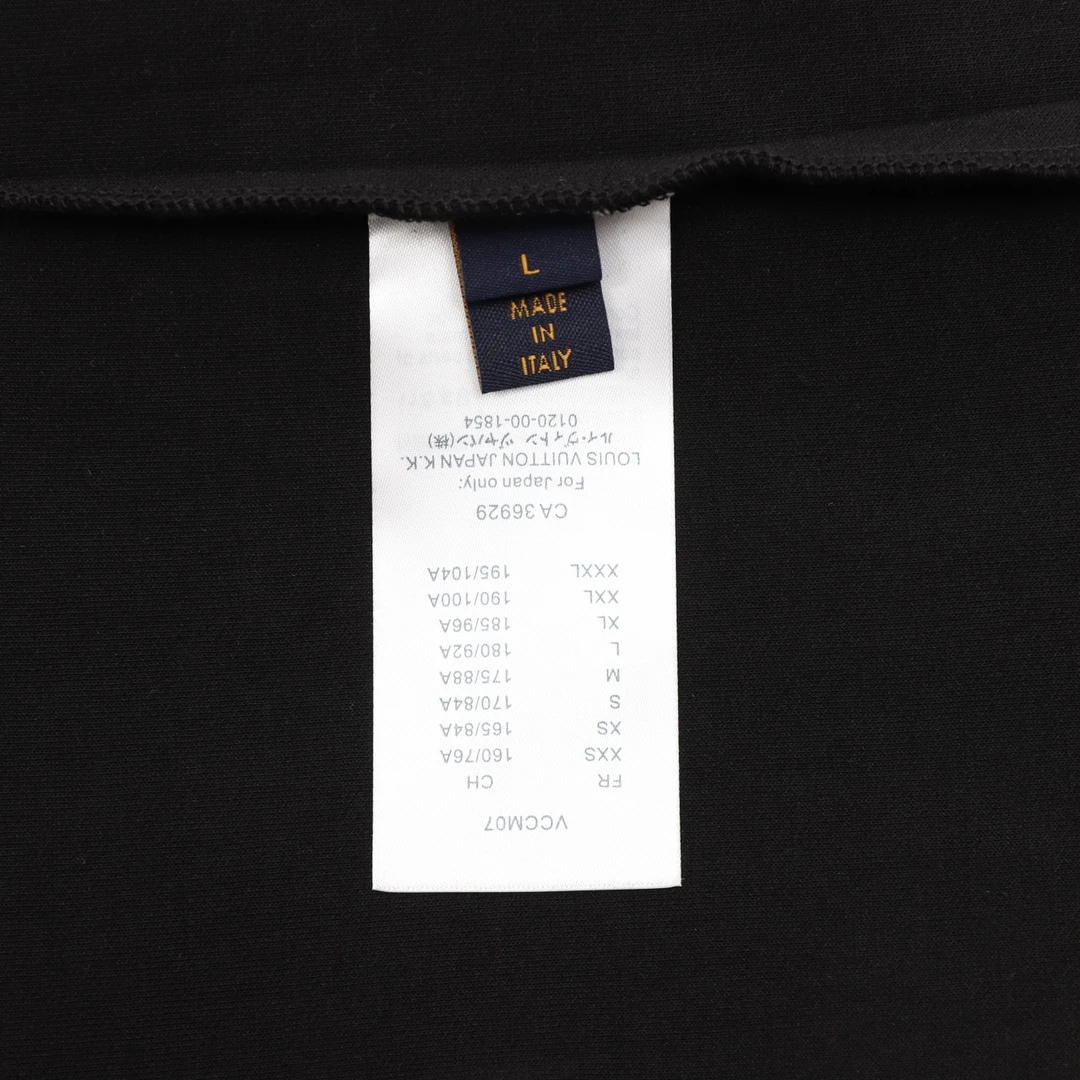 L
MADE
IN
ITALY
VCCM07
FR CH
XXS 160/76A
XS 165/84A
S 170/84A
M 175/88A
L 180/92A
XL 185/96A
XXL 190/100A
XXXL 195/104A
CA 36929
For Japan only:
LOUIS VUITTON JAPAN K.K.
ルイ・ヴィトン ジャパン(株)
0120-00-1854